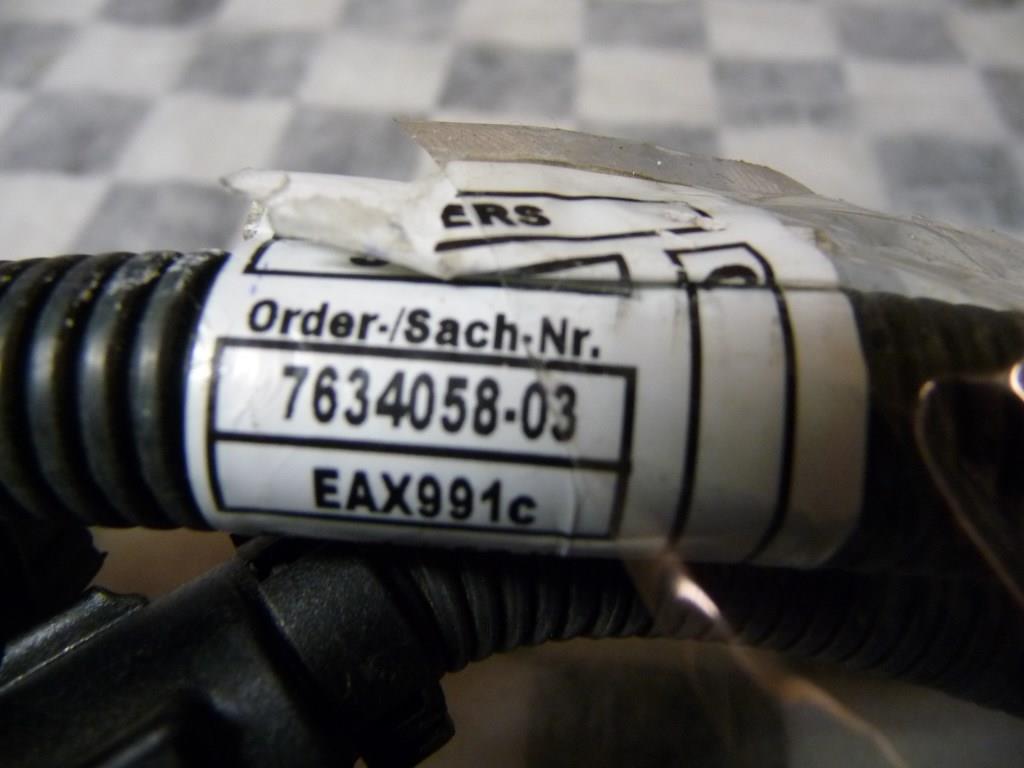 ERS
Order-/Sach-Nr.
7634058-03
EAX991c